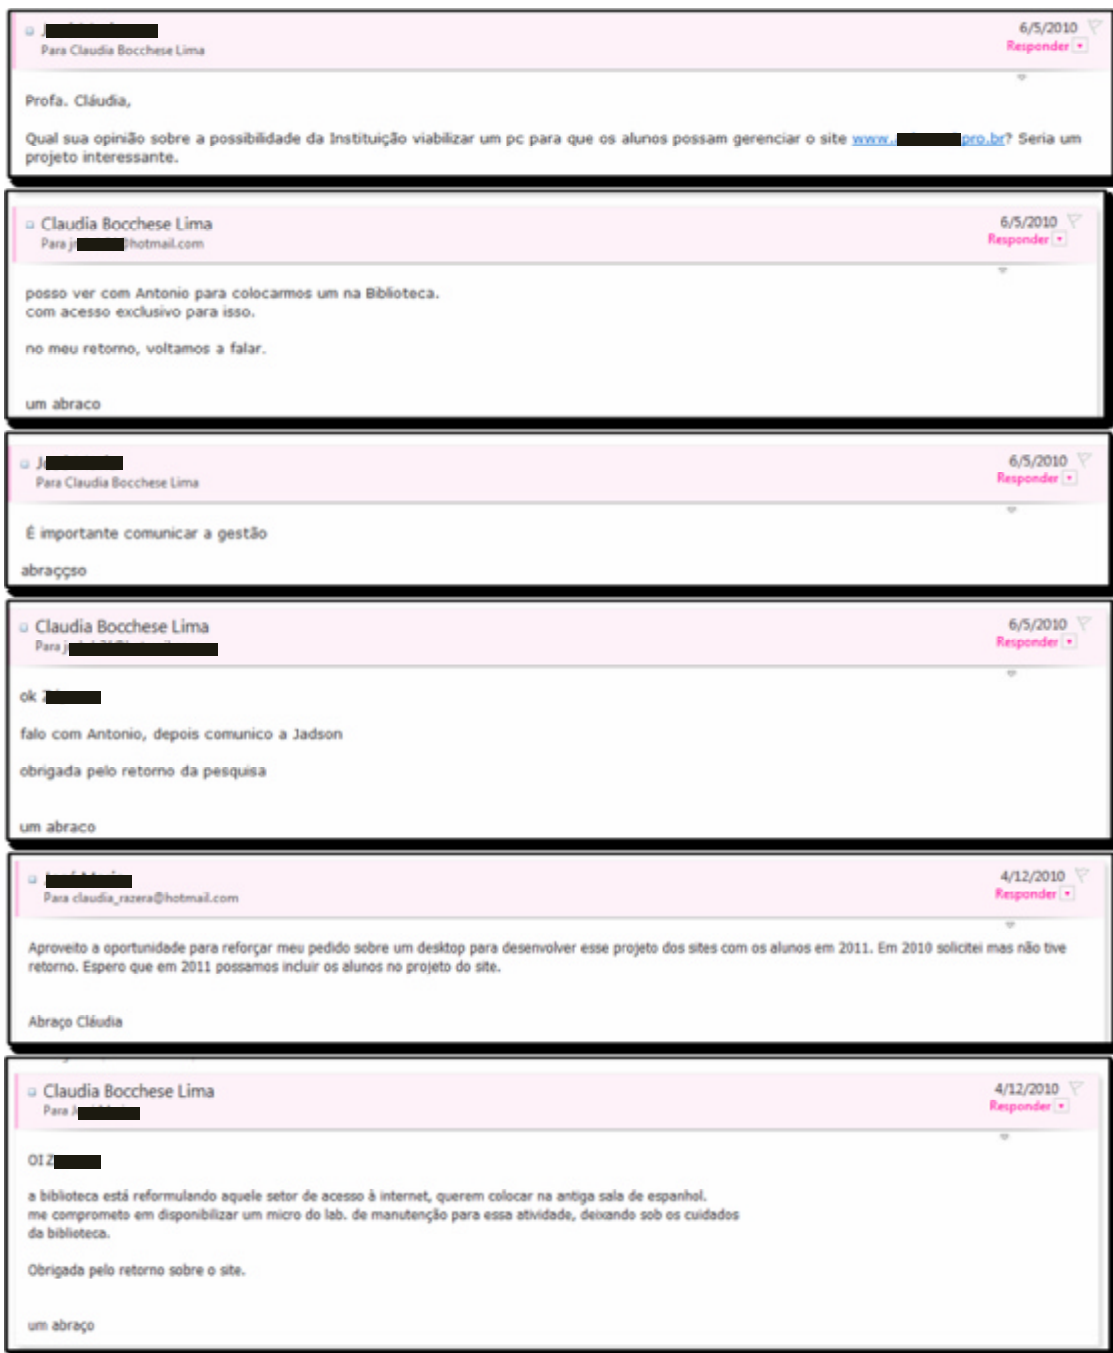 6/5/2010
Para Claudia Bocchese Lima
Responder
Profa. Cláudia,
Qual sua opinião sobre a possibilidade da Instituição viabilizar um pc para que os alunos possam gerenciar o site www. pro.br? Seria um
projeto interessante.
Claudia Bocchese Lima
6/5/2010
Para hotmail.com
Responder
posso ver com Antonio para colocarmos um na Biblioteca.
com acesso exclusivo para isso.
no meu retorno, voltamos a falar.
um abraco
6/5/2010
Para Claudia Bocchese Lima
Responder
É importante comunicar a gestão
abraççso
Claudia Bocchese Lima
6/5/2010
Para
Responder
ok
falo com Antonio, depois comunico a Jadson
obrigada pelo retorno da pesquisa
um abraco
4/12/2010
Para claudia_razera@hotmail.com
Responder
Aproveito a oportunidade para reforçar meu pedido sobre um desktop para desenvolver esse projeto dos sites com os alunos em 2011. Em 2010 solicitei mas não tive
retorno. Espero que em 2011 possamos incluir os alunos no projeto do site.
Abraço Cláudia
Claudia Bocchese Lima
4/12/2010
Para
Responder
OI
a biblioteca está reformulando aquele setor de acesso à internet, querem colocar na antiga sala de espanhol.
me comprometo em disponibilizar um micro do lab. de manutenção para essa atividade, deixando sob os cuidados
da biblioteca.
Obrigada pelo retorno sobre o site.
um abraço